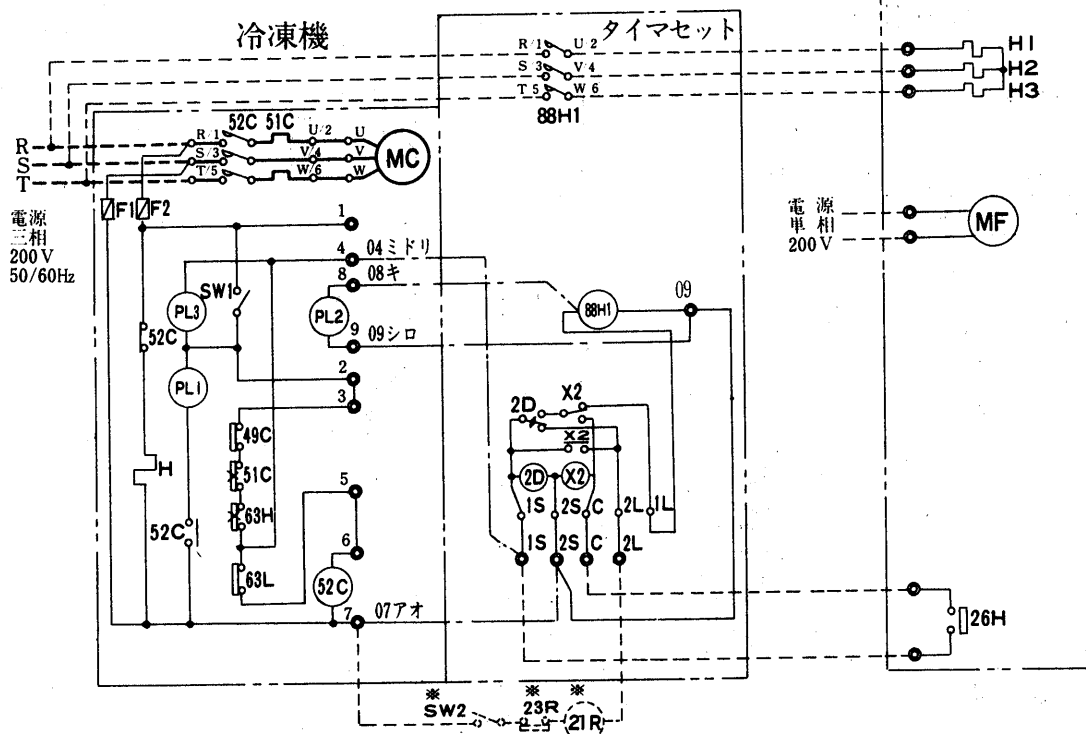 冷凍機
タイマセット
R/1 U/2
S 3 V/4
T 5 W 6
88H1
H1
H2
H3
52C 51C
R
S
T
R/1
S/3
T/5
U/2
V/4
W/6
U
V
W
MC
F1
F2
電源
三相
200V
50/60Hz
電源
単相
200V
MF
1
4 04ミドリ
8 08キ
PL3
SW1
PL2
88H1
09
9 09シロ
52C
PL1
2
3
2D
X2
X2
49C
51C
63H
H
2D
X2
5
1S 2S C 2L 1L
1S 2S C 2L
52C
6
63L
52C
7 07アオ
26H
※ ※ ※
SW2
23R
21R